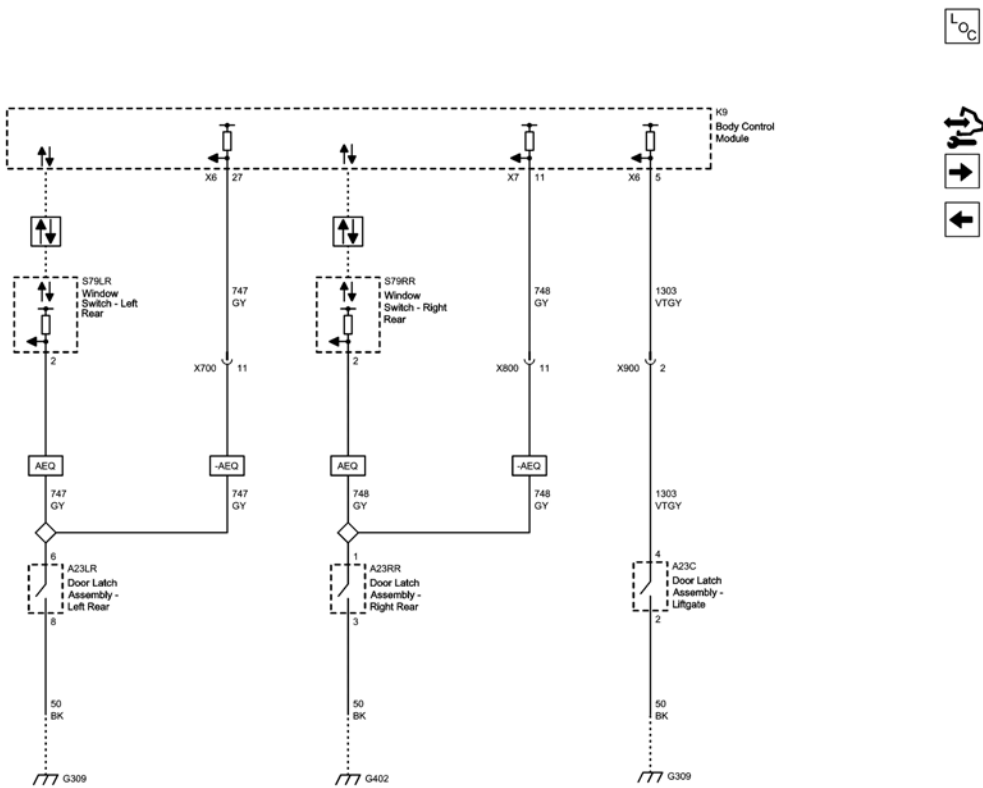 LOC
K9
Body Control
Module
X6 27
X7 11
X6 5
S79LR
Window
Switch - Left
Rear
2
747
GY
S79RR
Window
Switch - Right
Rear
2
748
GY
1303
VTGY
X700 11
X800 11
X900 2
AEQ
-AEQ
AEQ
-AEQ
747
GY
747
GY
748
GY
748
GY
1303
VTGY
6
A23LR
Door Latch
Assembly -
Left Rear
8
1
A23RR
Door Latch
Assembly -
Right Rear
3
4
A23C
Door Latch
Assembly -
Liftgate
2
50
BK
50
BK
50
BK
G309
G402
G309